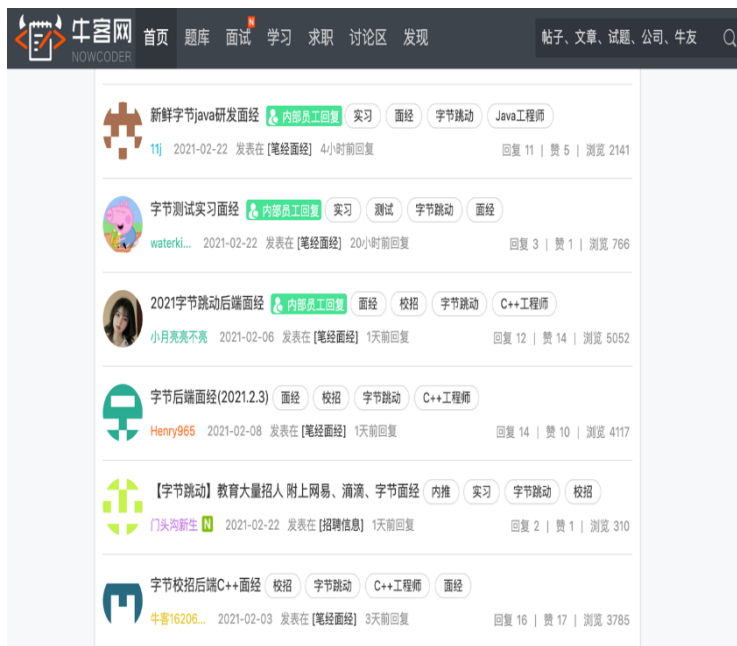 牛客网 首页 题库 面试 学习 求职 讨论区 发现 帖子、文章、试题、公司、牛友
N
NOWCODER
新鲜字节java研发面经 内部员工回复 实习 面经 字节跳动 Java工程师
11j 2021-02-22 发表在 [笔经面经] 4小时前回复 回复 11 | 赞 5 | 浏览 2141
字节测试实习面经 内部员工回复 实习 测试 字节跳动 面经
waterki... 2021-02-22 发表在 [笔经面经] 20小时前回复 回复 3 | 赞 1 | 浏览 766
2021字节跳动后端面经 内部员工回复 面经 校招 字节跳动 C++工程师
小月亮亮不亮 2021-02-06 发表在 [笔经面经] 1天前回复 回复 12 | 赞 14 | 浏览 5052
字节后端面经(2021.2.3) 面经 校招 字节跳动 C++工程师
Henry965 2021-02-08 发表在 [笔经面经] 1天前回复 回复 14 | 赞 10 | 浏览 4117
【字节跳动】教育大量招人 附上网易、滴滴、字节面经 内推 实习 字节跳动 校招
门头沟新生 N 2021-02-22 发表在 [招聘信息] 1天前回复 回复 2 | 赞 1 | 浏览 310
字节校招后端C++面经 校招 字节跳动 C++工程师 面经
牛客16206... 2021-02-03 发表在 [笔经面经] 3天前回复 回复 16 | 赞 17 | 浏览 3785